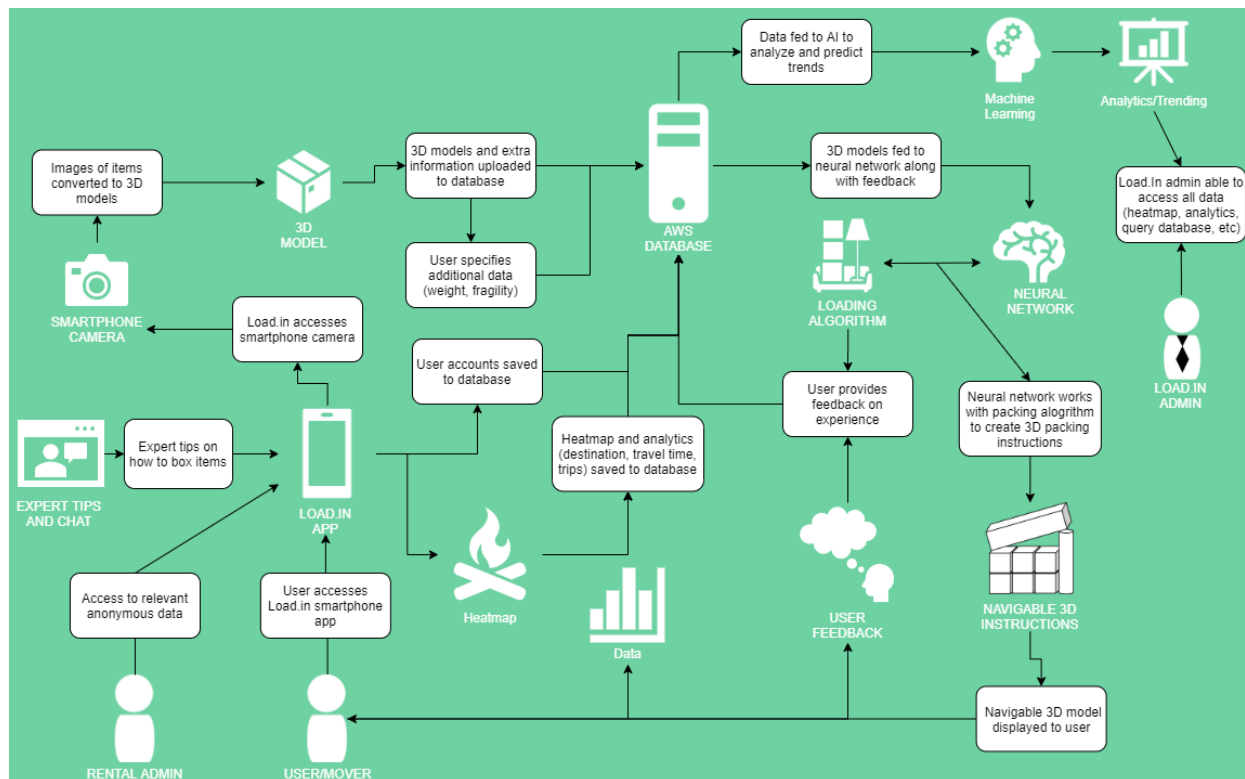 Data fed to AI to
analyze and predict
trends
Machine
Learning
Analytics/Trending
Images of items
converted to 3D
models
3D
MODEL
3D models and extra
information uploaded
to database
AWS
DATABASE
3D models fed to
neural network along
with feedback
Load.In admin able to
access all data
(heatmap, analytics,
query database, etc)
User specifies
additional data
(weight, fragility)
SMARTPHONE
CAMERA
Load.in accesses
smartphone camera
LOADING
ALGORITHM
NEURAL
NETWORK
User accounts saved
to database
User provides
feedback on
experience
Neural network works
with packing alogrithm
to create 3D packing
instructions
LOAD.IN
ADMIN
Expert tips on
how to box items
EXPERT TIPS
AND CHAT
LOAD.IN
APP
Heatmap and analytics
(destination, travel time,
trips) saved to database
Access to relevant
anonymous data
User accesses
Load.in smartphone
app
Heatmap
Data
USER
FEEDBACK
NAVIGABLE 3D
INSTRUCTIONS
Navigable 3D model
displayed to user
RENTAL ADMIN
USER/MOVER